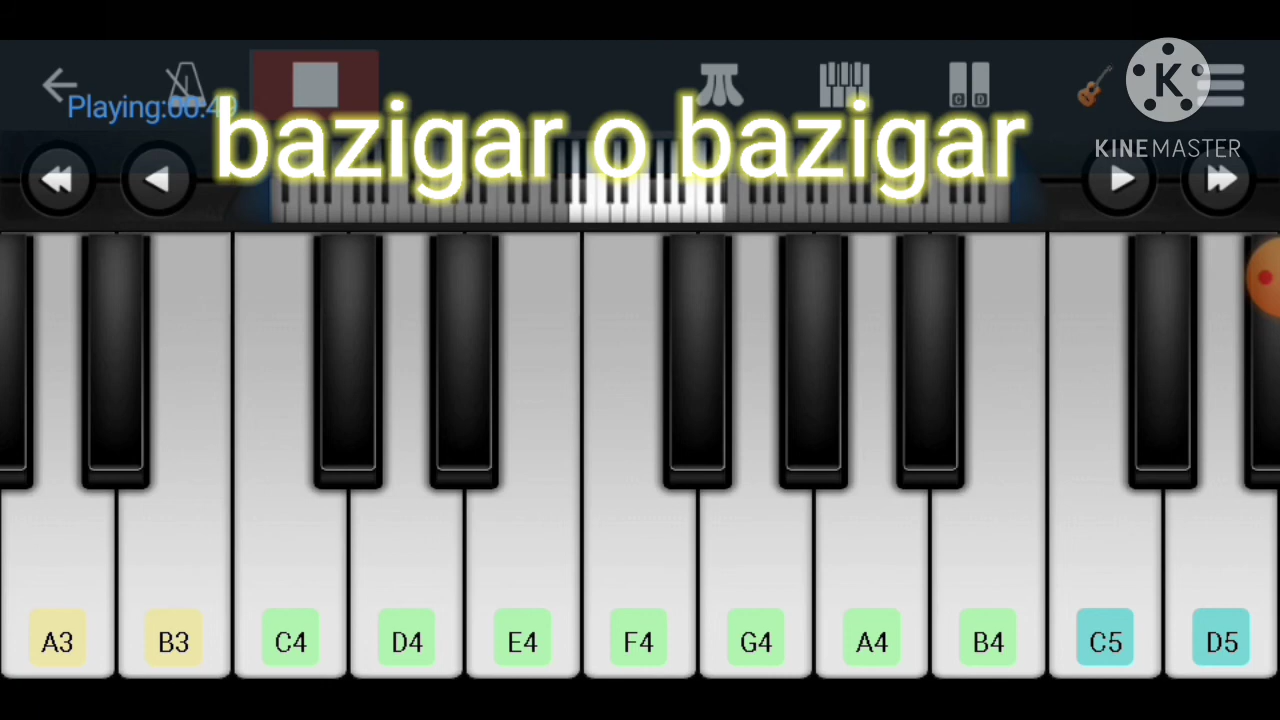 Playing:00:4
bazigar o bazigar
K
KINEMASTER
C D
A3 B3 C4 D4 E4 F4 G4 A4 B4 C5 D5